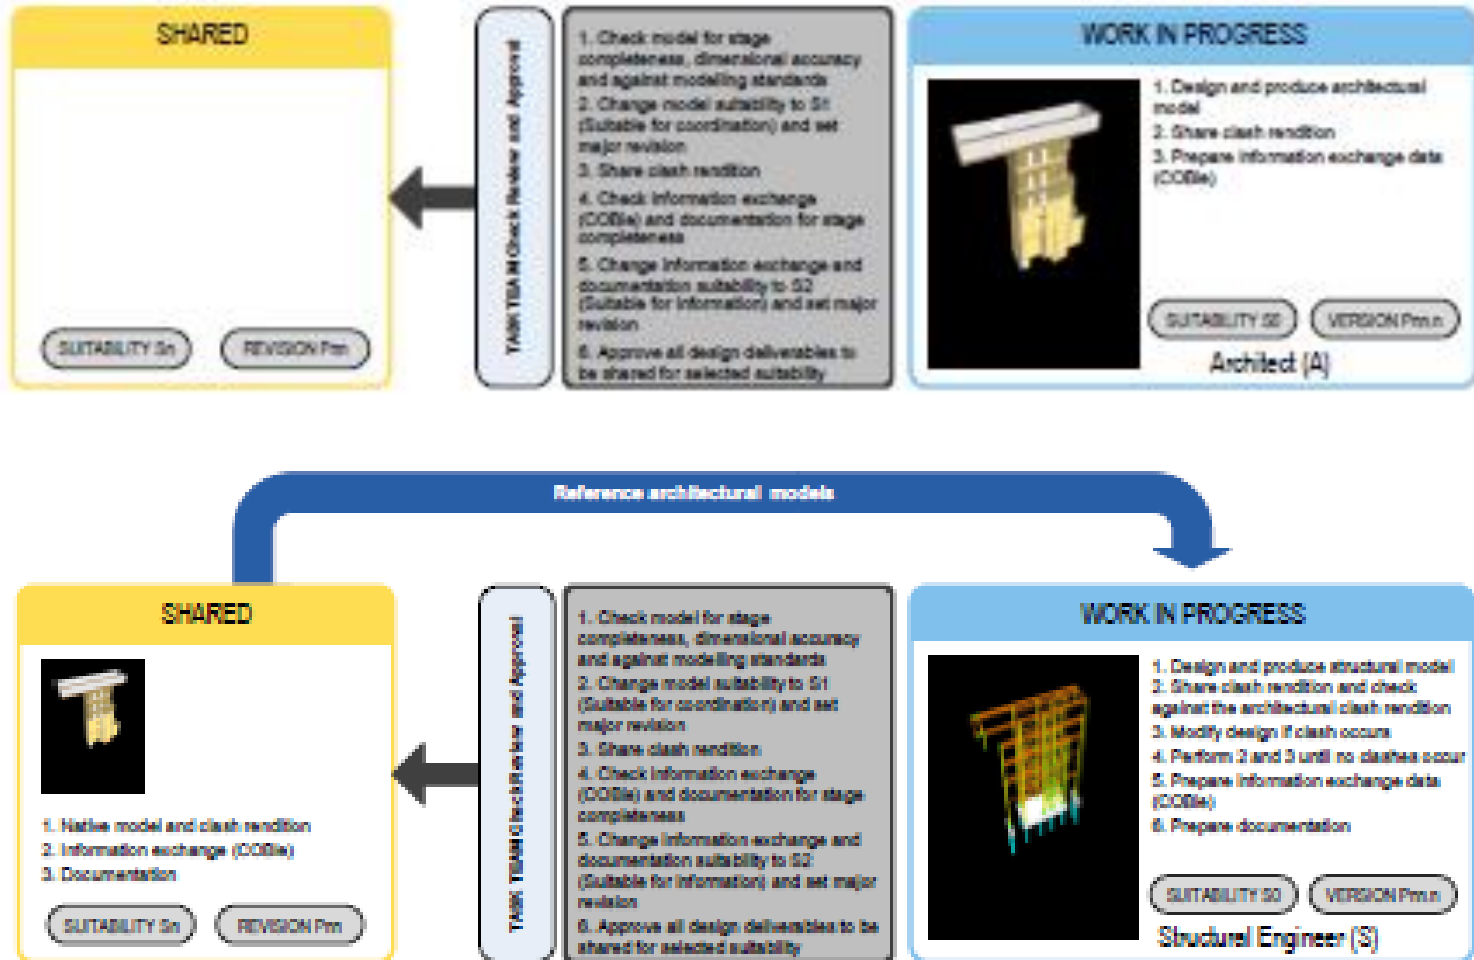 SHARED
SUITABILITY Sn
REVISION Pnn
TASK TEAM Check Review and Approval
1. Check model for stage
completeness, dimensional accuracy
and against modelling standards
2. Change model suitability to S1
(Suitable for coordination) and set
major revision
3. Share clash rendition
4. Check information exchange
(COBie) and documentation for stage
completeness
5. Change information exchange and
documentation suitability to S2
(Suitable for information) and set major
revision
6. Approve all design deliverables to
be shared for selected suitability
WORK IN PROGRESS
1. Design and produce architectural
model
2. Share clash rendition
3. Prepare information exchange data
(COBie)
SUITABILITY S0
VERSION Pnn.n
Architect (A)
Reference architectural models
SHARED
1. Native model and clash rendition
2. Information exchange (COBie)
3. Documentation
SUITABILITY Sn
REVISION Pnn
TASK TEAM Check Review and Approval
1. Check model for stage
completeness, dimensional accuracy
and against modelling standards
2. Change model suitability to S1
(Suitable for coordination) and set
major revision
3. Share clash rendition
4. Check information exchange
(COBie) and documentation for stage
completeness
5. Change information exchange and
documentation suitability to S2
(Suitable for information) and set major
revision
6. Approve all design deliverables to be
shared for selected suitability
WORK IN PROGRESS
1. Design and produce structural model
2. Share clash rendition and check
against the architectural clash rendition
3. Modify design if clash occurs
4. Perform 2 and 3 until no clashes occur
5. Prepare information exchange data
(COBie)
6. Prepare documentation
SUITABILITY S0
VERSION Pnn.n
Structural Engineer (S)